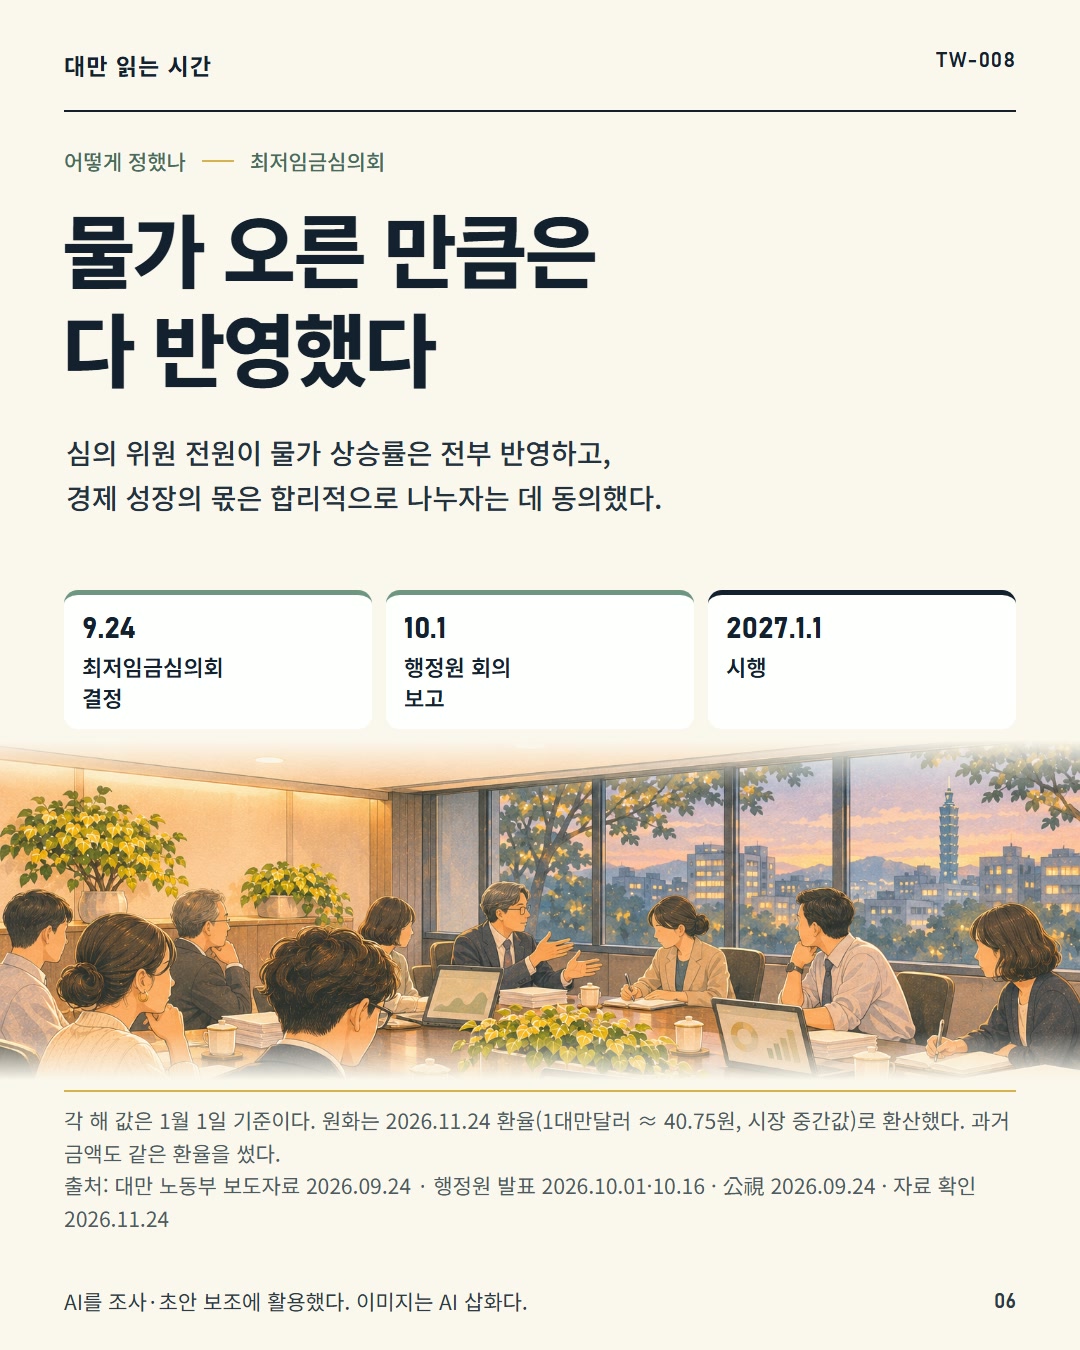 대만 읽는 시간
TW-008
어떻게 정했나 — 최저임금심의회
물가 오른 만큼은
다 반영했다
심의 위원 전원이 물가 상승률은 전부 반영하고,
경제 성장의 몫은 합리적으로 나누자는 데 동의했다.
9.24
최저임금심의회
결정
10.1
행정원 회의
보고
2027.1.1
시행
각 해 값은 1월 1일 기준이다. 원화는 2026.11.24 환율(1대만달러 ≈ 40.75원, 시장 중간값)로 환산했다. 과거
금액도 같은 환율을 썼다.
출처: 대만 노동부 보도자료 2026.09.24 · 행정원 발표 2026.10.01·10.16 · 公視 2026.09.24 · 자료 확인
2026.11.24
AI를 조사·초안 보조에 활용했다. 이미지는 AI 삽화다.
06